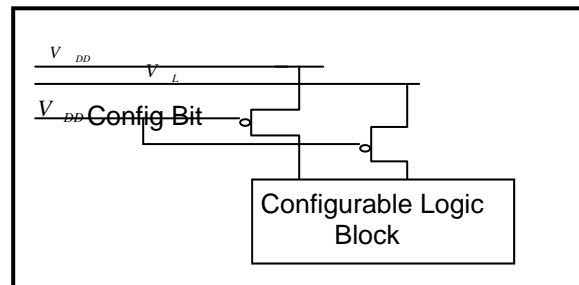 V DD
V L
V DD Config Bit
Configurable Logic
Block